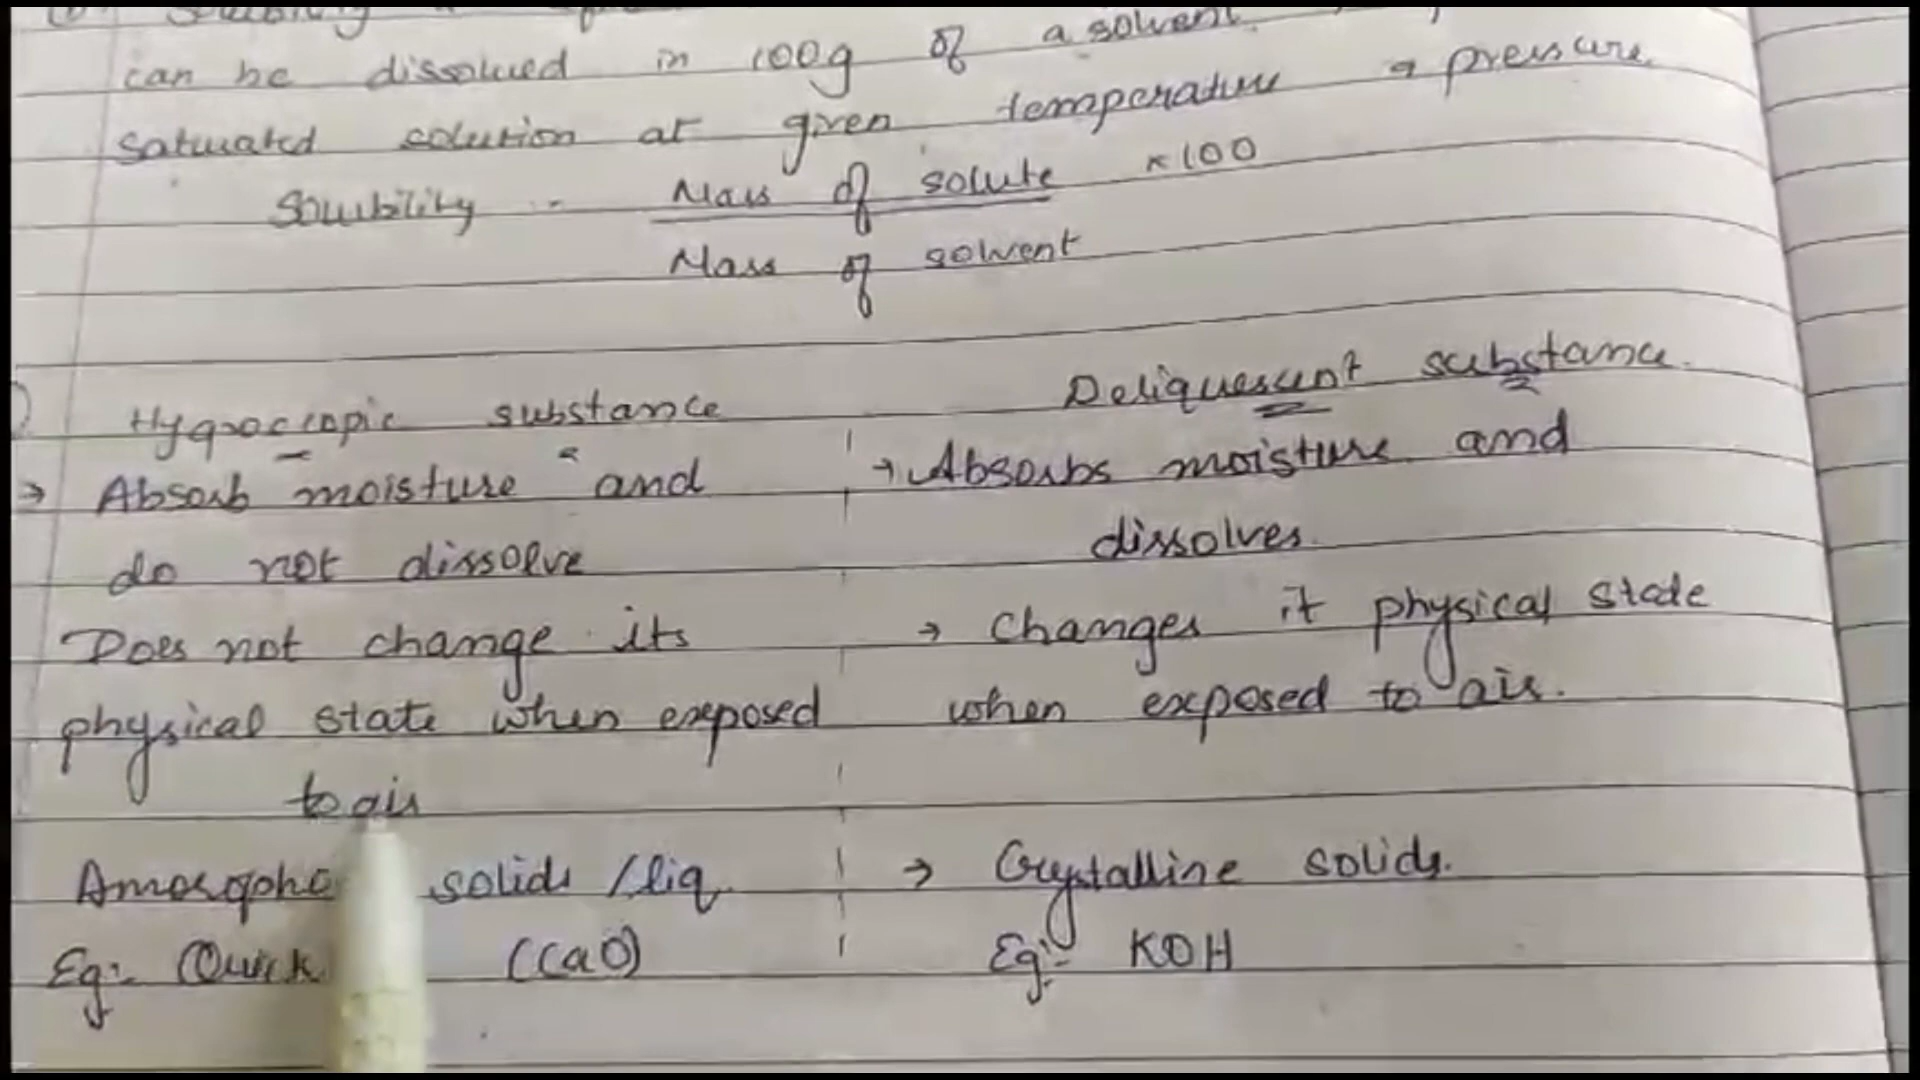 can be dissolved in 100g of a solvent
saturated solution at given temperature & pressure.
Solubility = Mass of solute × 100
Mass of solvent
Hygroscopic substance
Deliquescent substance.
→ Absorb moisture and
do not dissolve
→ Absorbs moisture and
dissolves.
Does not change its
physical state when exposed
to air
→ Changes it physical state
when exposed to air.
solids / liq.
→ Crystalline solids.
Eg:- Quick (CaO)
Eg:- KOH